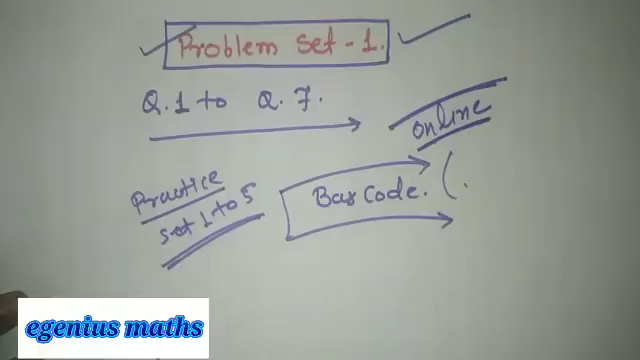 Problem Set - 1.
Q.1 to Q.7.
online
Practice
set 1 to 5
Bar Code. (
egenius maths